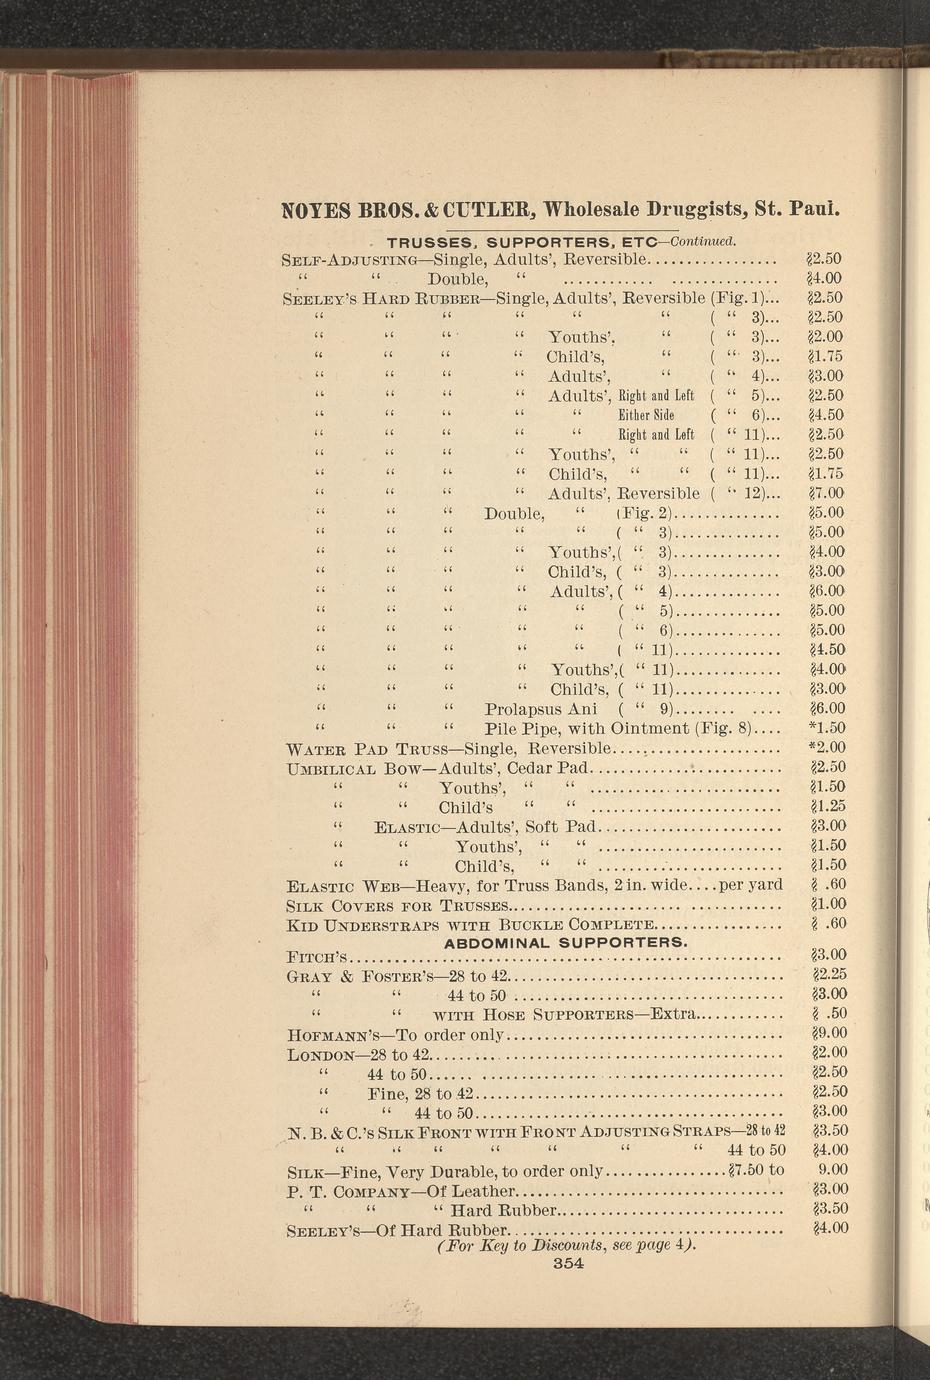 NOYES BROS. & CUTLER, Wholesale Druggists, St. Paul.
TRUSSES, SUPPORTERS, ETC—Continued.
SELF-ADJUSTING—Single, Adults', Reversible................ $2.50
“ “ Double, “ ............ .............. $4.00
SEELEY'S HARD RUBBER—Single, Adults', Reversible (Fig. 1)... $2.50
“ “ “ “ “ “ ( “ 3)... $2.50
“ “ “ “ Youths', “ ( “ 3)... $2.00
“ “ “ “ Child's, “ ( “ 3)... $1.75
“ “ “ “ Adults', “ ( “ 4)... $3.00
“ “ “ “ Adults', Right and Left ( “ 5)... $2.50
“ “ “ “ “ Either Side ( “ 6)... $4.50
“ “ “ “ “ Right and Left ( “ 11)... $2.50
“ “ “ “ Youths', “ “ ( “ 11)... $2.50
“ “ “ “ Child's, “ “ ( “ 11)... $1.75
“ “ “ “ Adults', Reversible ( “ 12)... $7.00
“ “ “ Double, “ (Fig. 2).............. $5.00
“ “ “ “ “ ( “ 3).............. $5.00
“ “ “ “ Youths',( “ 3).............. $4.00
“ “ “ “ Child's, ( “ 3).............. $3.00
“ “ “ “ Adults', ( “ 4).............. $6.00
“ “ “ “ “ ( “ 5).............. $5.00
“ “ “ “ “ ( “ 6).............. $5.00
“ “ “ “ “ ( “ 11).............. $4.50
“ “ “ “ Youths',( “ 11).............. $4.00
“ “ “ “ Child's, ( “ 11).............. $3.00
“ “ “ Prolapsus Ani ( “ 9)........ .... $6.00
“ “ “ Pile Pipe, with Ointment (Fig. 8).... *1.50
WATER PAD TRUSS—Single, Reversible....................... *2.00
UMBILICAL BOW—Adults', Cedar Pad.......................... $2.50
“ “ Youths', “ “ .......................... $1.50
“ “ Child's “ “ .......................... $1.25
“ ELASTIC—Adults', Soft Pad......................... $3.00
“ “ Youths', “ “ ......................... $1.50
“ “ Child's, “ “ ......................... $1.50
ELASTIC WEB—Heavy, for Truss Bands, 2 in. wide....per yard $ .60
SILK COVERS FOR TRUSSES........................ ............ $1.00
KID UNDERSTRAPS WITH BUCKLE COMPLETE................. $ .60
ABDOMINAL SUPPORTERS.
FITCH'S........................................................... $3.00
GRAY & FOSTER'S—28 to 42..................................... $2.25
“ “ 44 to 50 .................................... $3.00
“ “ WITH HOSE SUPPORTERS—Extra............ $ .50
HOFMANN'S—To order only..................................... $9.00
LONDON—28 to 42................................................ $2.00
“ 44 to 50...... ......................................... $2.50
“ Fine, 28 to 42.......................................... $2.50
“ “ 44 to 50.......................................... $3.00
N. B. & C.'S SILK FRONT WITH FRONT ADJUSTING STRAPS—28 to 42 $3.50
“ “ “ “ “ “ “ 44 to 50 $4.00
SILK—Fine, Very Durable, to order only................$7.50 to 9.00
P. T. COMPANY—Of Leather.................................... $3.00
“ “ “ Hard Rubber............................... $3.50
SEELEY'S—Of Hard Rubber..................................... $4.00
(For Key to Discounts, see page 4).
354